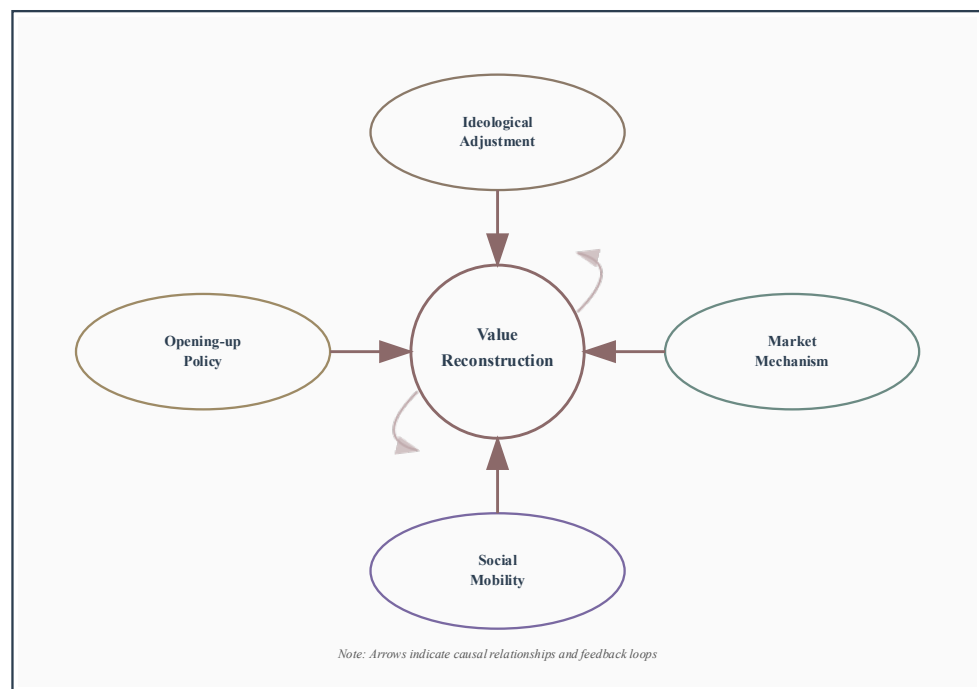 Ideological
Adjustment
Opening-up
Policy
Value
Reconstruction
Market
Mechanism
Social
Mobility
Note: Arrows indicate causal relationships and feedback loops